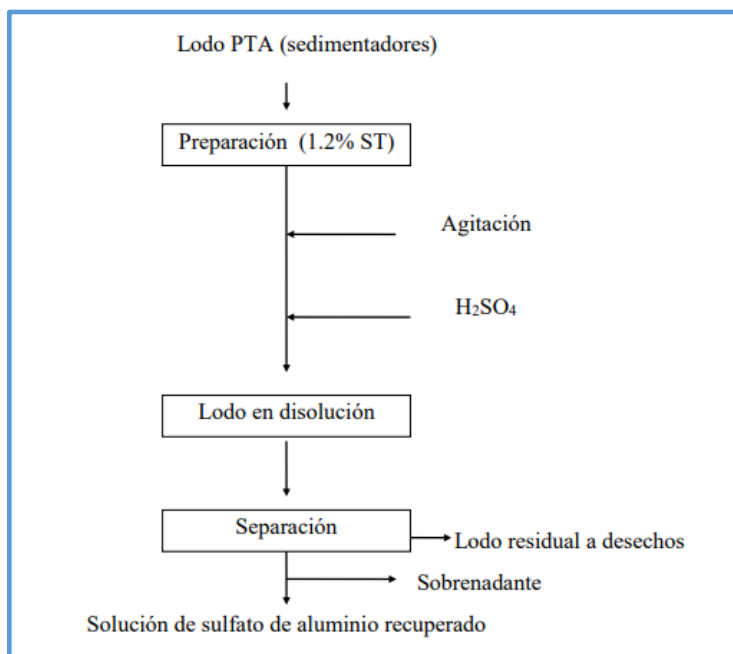 Lodo PTA (sedimentadores)
Preparación (1.2% ST)
Agitación
H₂SO₄
Lodo en disolución
Separación
Lodo residual a desechos
Sobrenadante
Solución de sulfato de aluminio recuperado